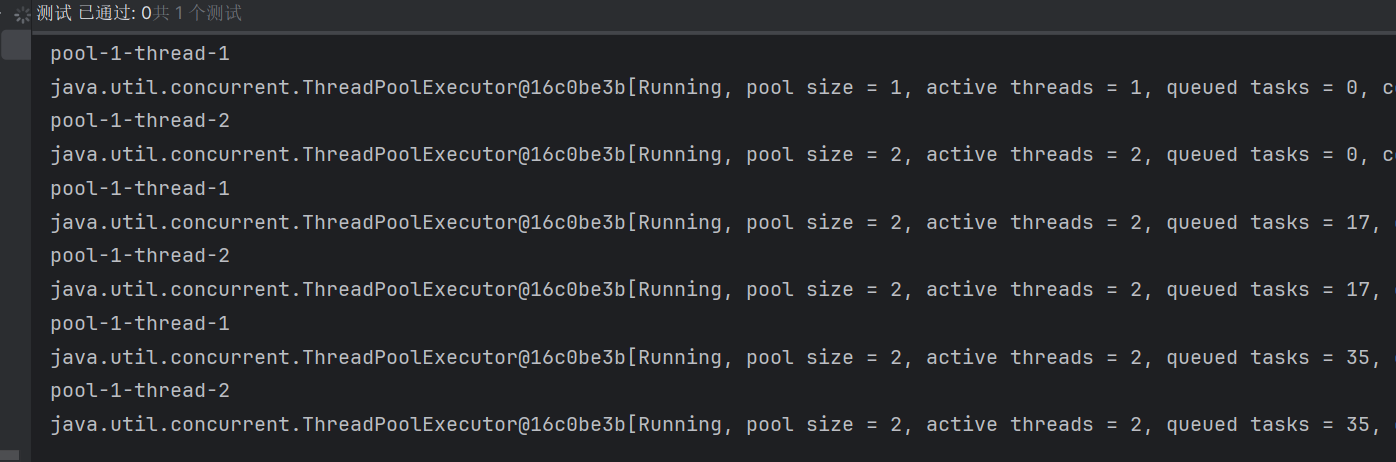 测试 已通过: 0共 1 个测试
pool-1-thread-1
java.util.concurrent.ThreadPoolExecutor@16c0be3b[Running, pool size = 1, active threads = 1, queued tasks = 0, c
pool-1-thread-2
java.util.concurrent.ThreadPoolExecutor@16c0be3b[Running, pool size = 2, active threads = 2, queued tasks = 0, c
pool-1-thread-1
java.util.concurrent.ThreadPoolExecutor@16c0be3b[Running, pool size = 2, active threads = 2, queued tasks = 17,
pool-1-thread-2
java.util.concurrent.ThreadPoolExecutor@16c0be3b[Running, pool size = 2, active threads = 2, queued tasks = 17,
pool-1-thread-1
java.util.concurrent.ThreadPoolExecutor@16c0be3b[Running, pool size = 2, active threads = 2, queued tasks = 35,
pool-1-thread-2
java.util.concurrent.ThreadPoolExecutor@16c0be3b[Running, pool size = 2, active threads = 2, queued tasks = 35,